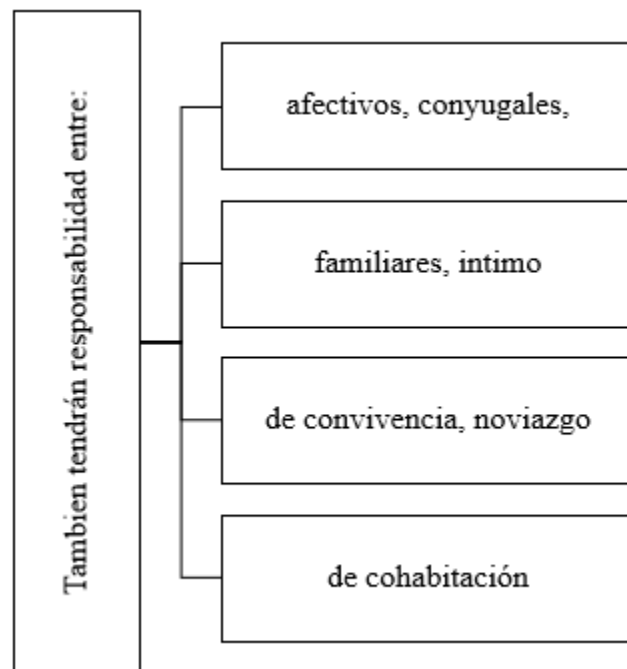 Tambien tendrán responsabilidad entre:
afectivos, conyugales,
familiares, intimo
de convivencia, noviazgo
de cohabitación